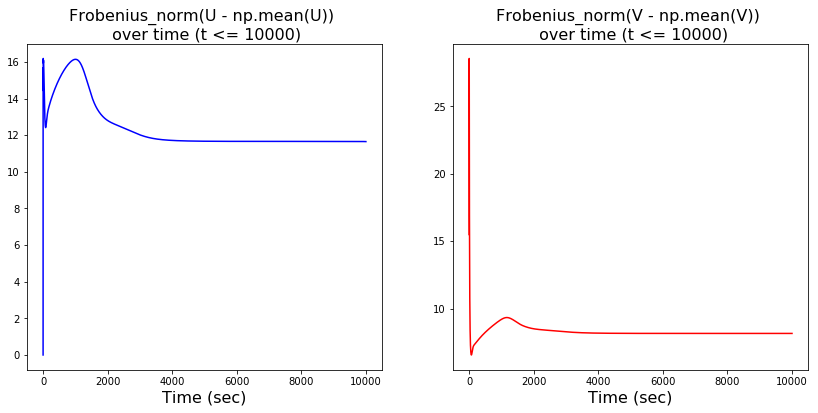 Frobenius_norm(U - np.mean(U))
over time (t <= 10000)
16
14
12
10
8
6
4
2
0
0 2000 4000 6000 8000 10000
Time (sec)
Frobenius_norm(V - np.mean(V))
over time (t <= 10000)
25
20
15
10
0 2000 4000 6000 8000 10000
Time (sec)